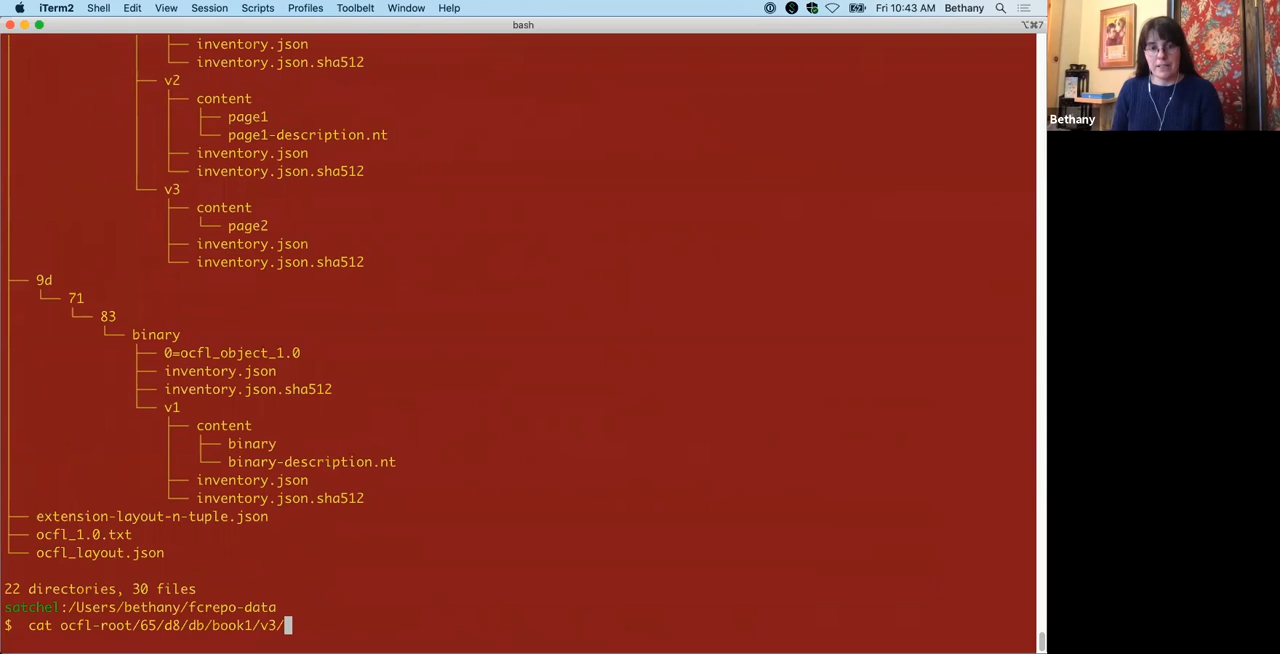 iTerm2 Shell Edit View Session Scripts Profiles Toolbelt Window Help Fri 10:43 AM Bethany
bash ⌥⌘7
inventory.json
inventory.json.sha512
v2
content
page1
page1-description.nt
inventory.json
inventory.json.sha512
v3
content
page2
inventory.json
inventory.json.sha512
9d
71
83
binary
0=ocfl_object_1.0
inventory.json
inventory.json.sha512
v1
content
binary
binary-description.nt
inventory.json
inventory.json.sha512
extension-layout-n-tuple.json
ocfl_1.0.txt
ocfl_layout.json
22 directories, 30 files
satchel:/Users/bethany/fcrepo-data
$ cat ocfl-root/65/d8/db/book1/v3/
Bethany